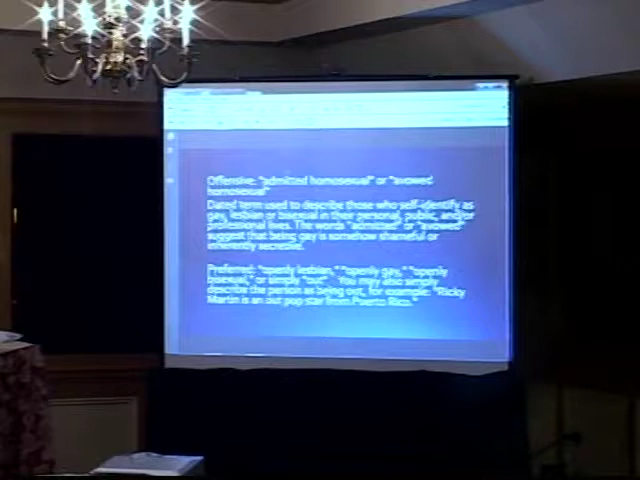 Offensive: "admitted homosexual" or "avowed
homosexual"
Dated term used to describe those who self-identify as
gay, lesbian or bisexual in their personal, public, and/or
professional lives. The words "admitted" or "avowed"
suggest that being gay is somehow shameful or
inherently secretive.
Preferred: "openly lesbian," "openly gay," "openly
bisexual," or simply "out". You may also simply
describe the person as being out, for example: "Ricky
Martin is an out pop star from Puerto Rico."